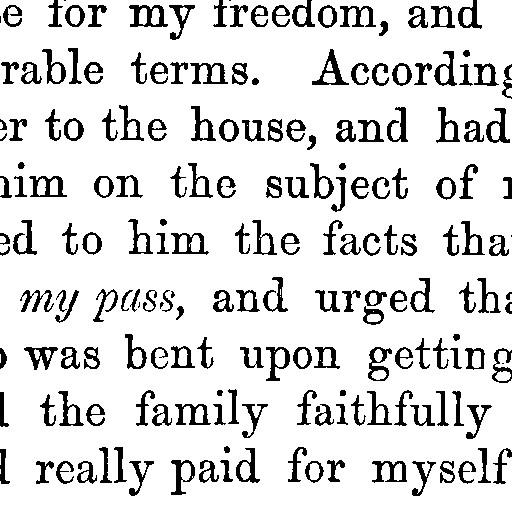 e for my freedom, and
rable terms. According
er to the house, and had
him on the subject of
ed to him the facts tha
my pass, and urged tha
was bent upon getting
the family faithfully
really paid for myself